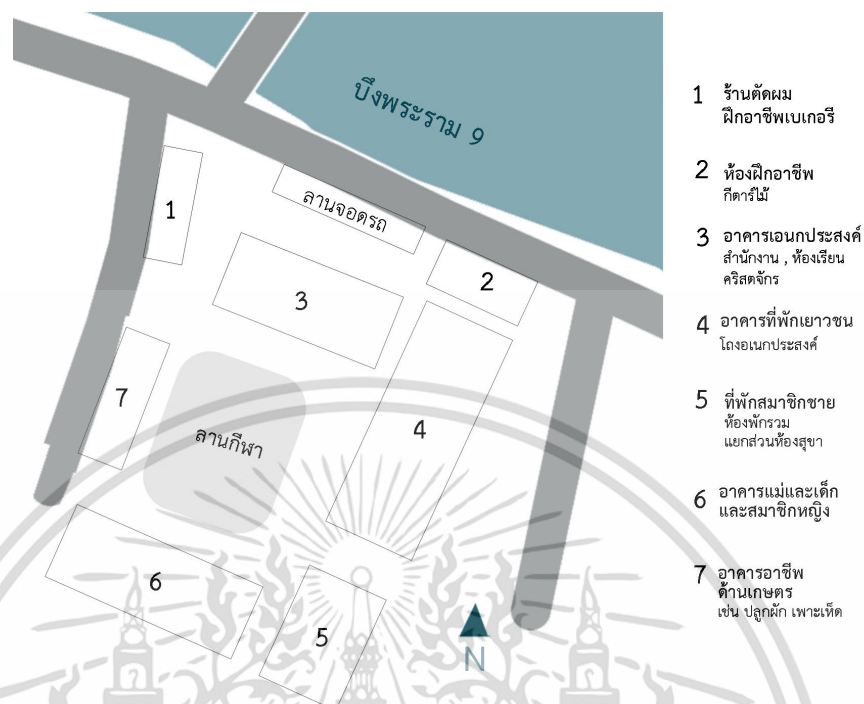 บึงพระราม 9
ลานจอดรถ
1
2
3
4
7
ลานกีฬา
6
5
N
1 ร้านตัดผม
ฝึกอาชีพเบเกอรี
2 ห้องฝึกอาชีพ
กีตาร์ไม้
3 อาคารเอนกประสงค์
สำนักงาน , ห้องเรียน
คริสตจักร
4 อาคารที่พักเยาวชน
โถงอเนกประสงค์
5 ที่พักสมาชิกชาย
ห้องพักรวม
แยกส่วนห้องสุขา
6 อาคารแม่และเด็ก
และสมาชิกหญิง
7 อาคารอาชีพ
ด้านเกษตร
เช่น ปลูกผัก เพาะเห็ด